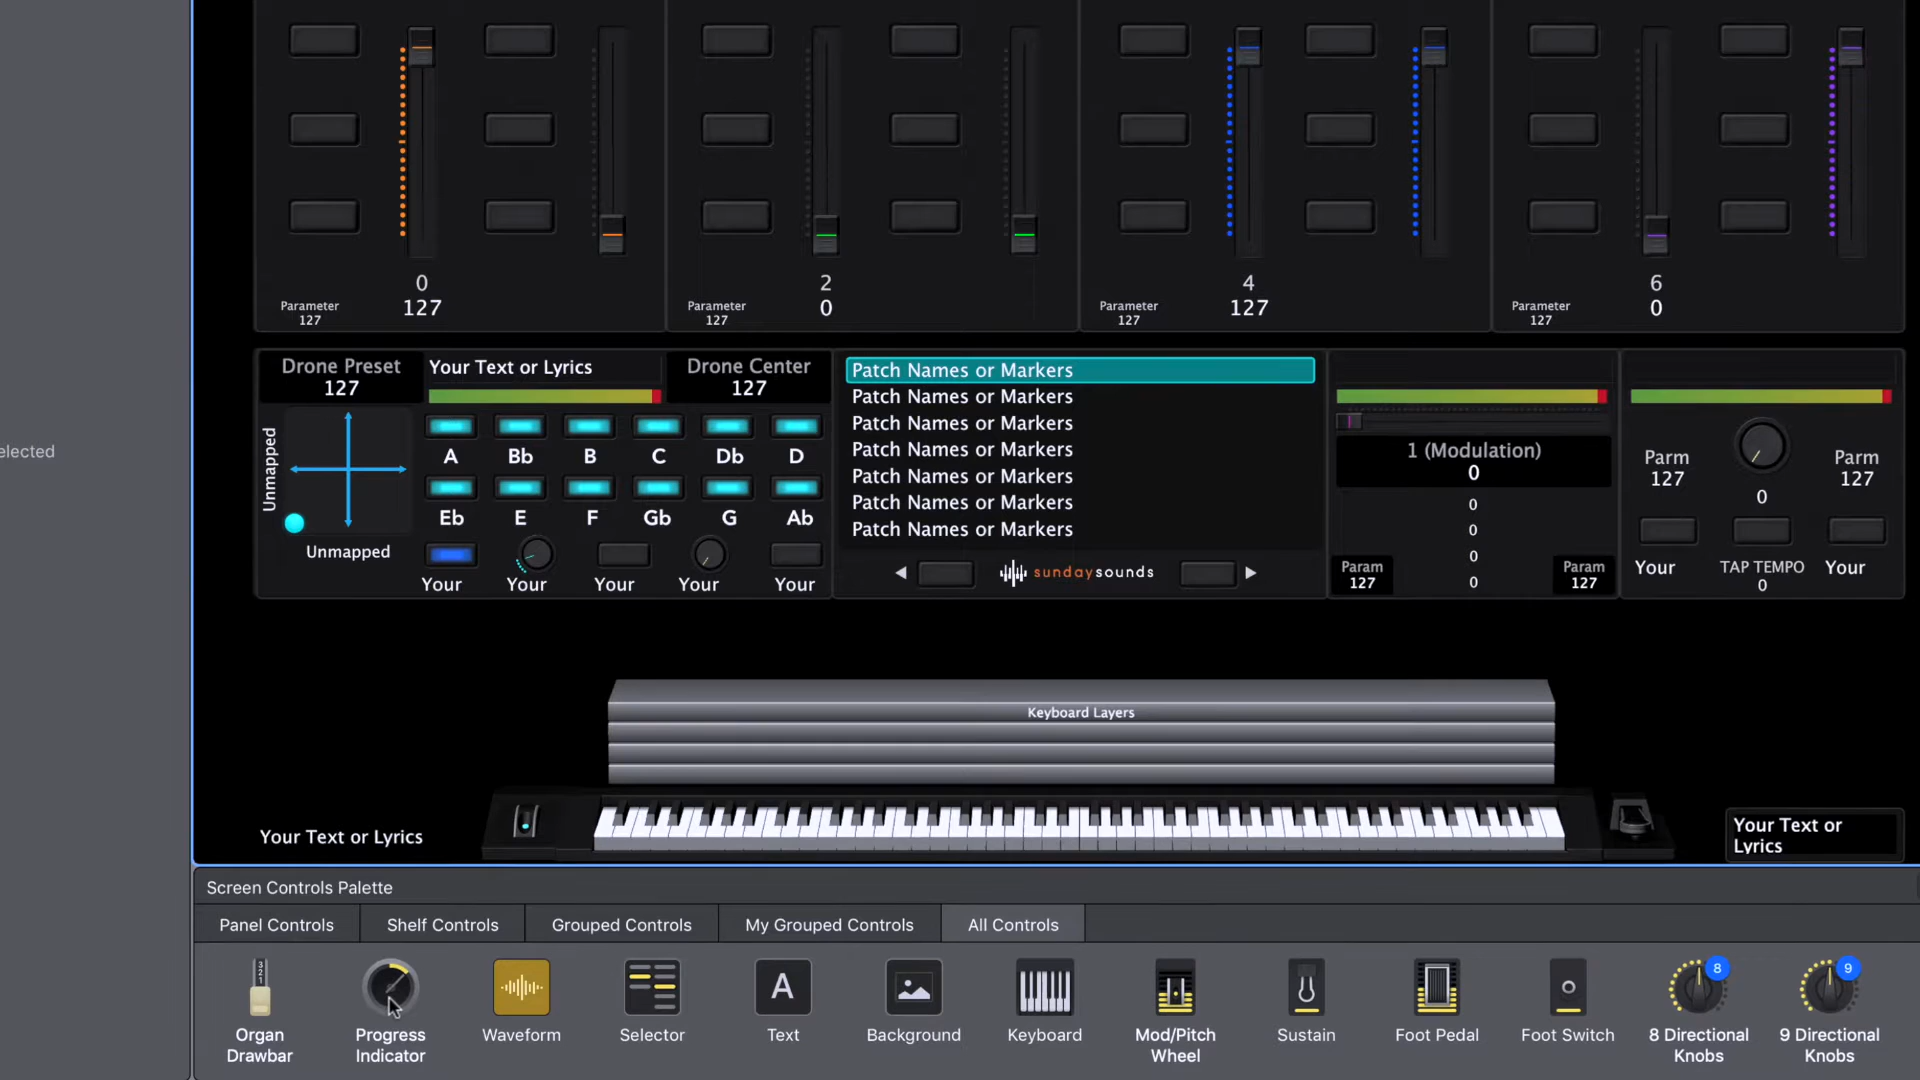 0
127
Parameter
127
2
0
Parameter
127
4
127
Parameter
127
6
0
Parameter
127
elected
Drone Preset
127
Your Text or Lyrics
Drone Center
127
Unmapped
Unmapped
A Bb B C Db D
Eb E F Gb G Ab
Your Your Your Your Your
Patch Names or Markers
Patch Names or Markers
Patch Names or Markers
Patch Names or Markers
Patch Names or Markers
Patch Names or Markers
Patch Names or Markers
sundaysounds
1 (Modulation)
0
0
0
0
0
Param
127
Param
127
Parm
127
0
Parm
127
Your
TAP TEMPO
0
Your
Keyboard Layers
Your Text or Lyrics
Your Text or
Lyrics
Screen Controls Palette
Panel Controls Shelf Controls Grouped Controls My Grouped Controls All Controls
3
2
1
Organ
Drawbar
Progress
Indicator
Waveform
Selector
A
Text
Background
Keyboard
Mod/Pitch
Wheel
Sustain
Foot Pedal
Foot Switch
8
8 Directional
Knobs
9
9 Directional
Knobs